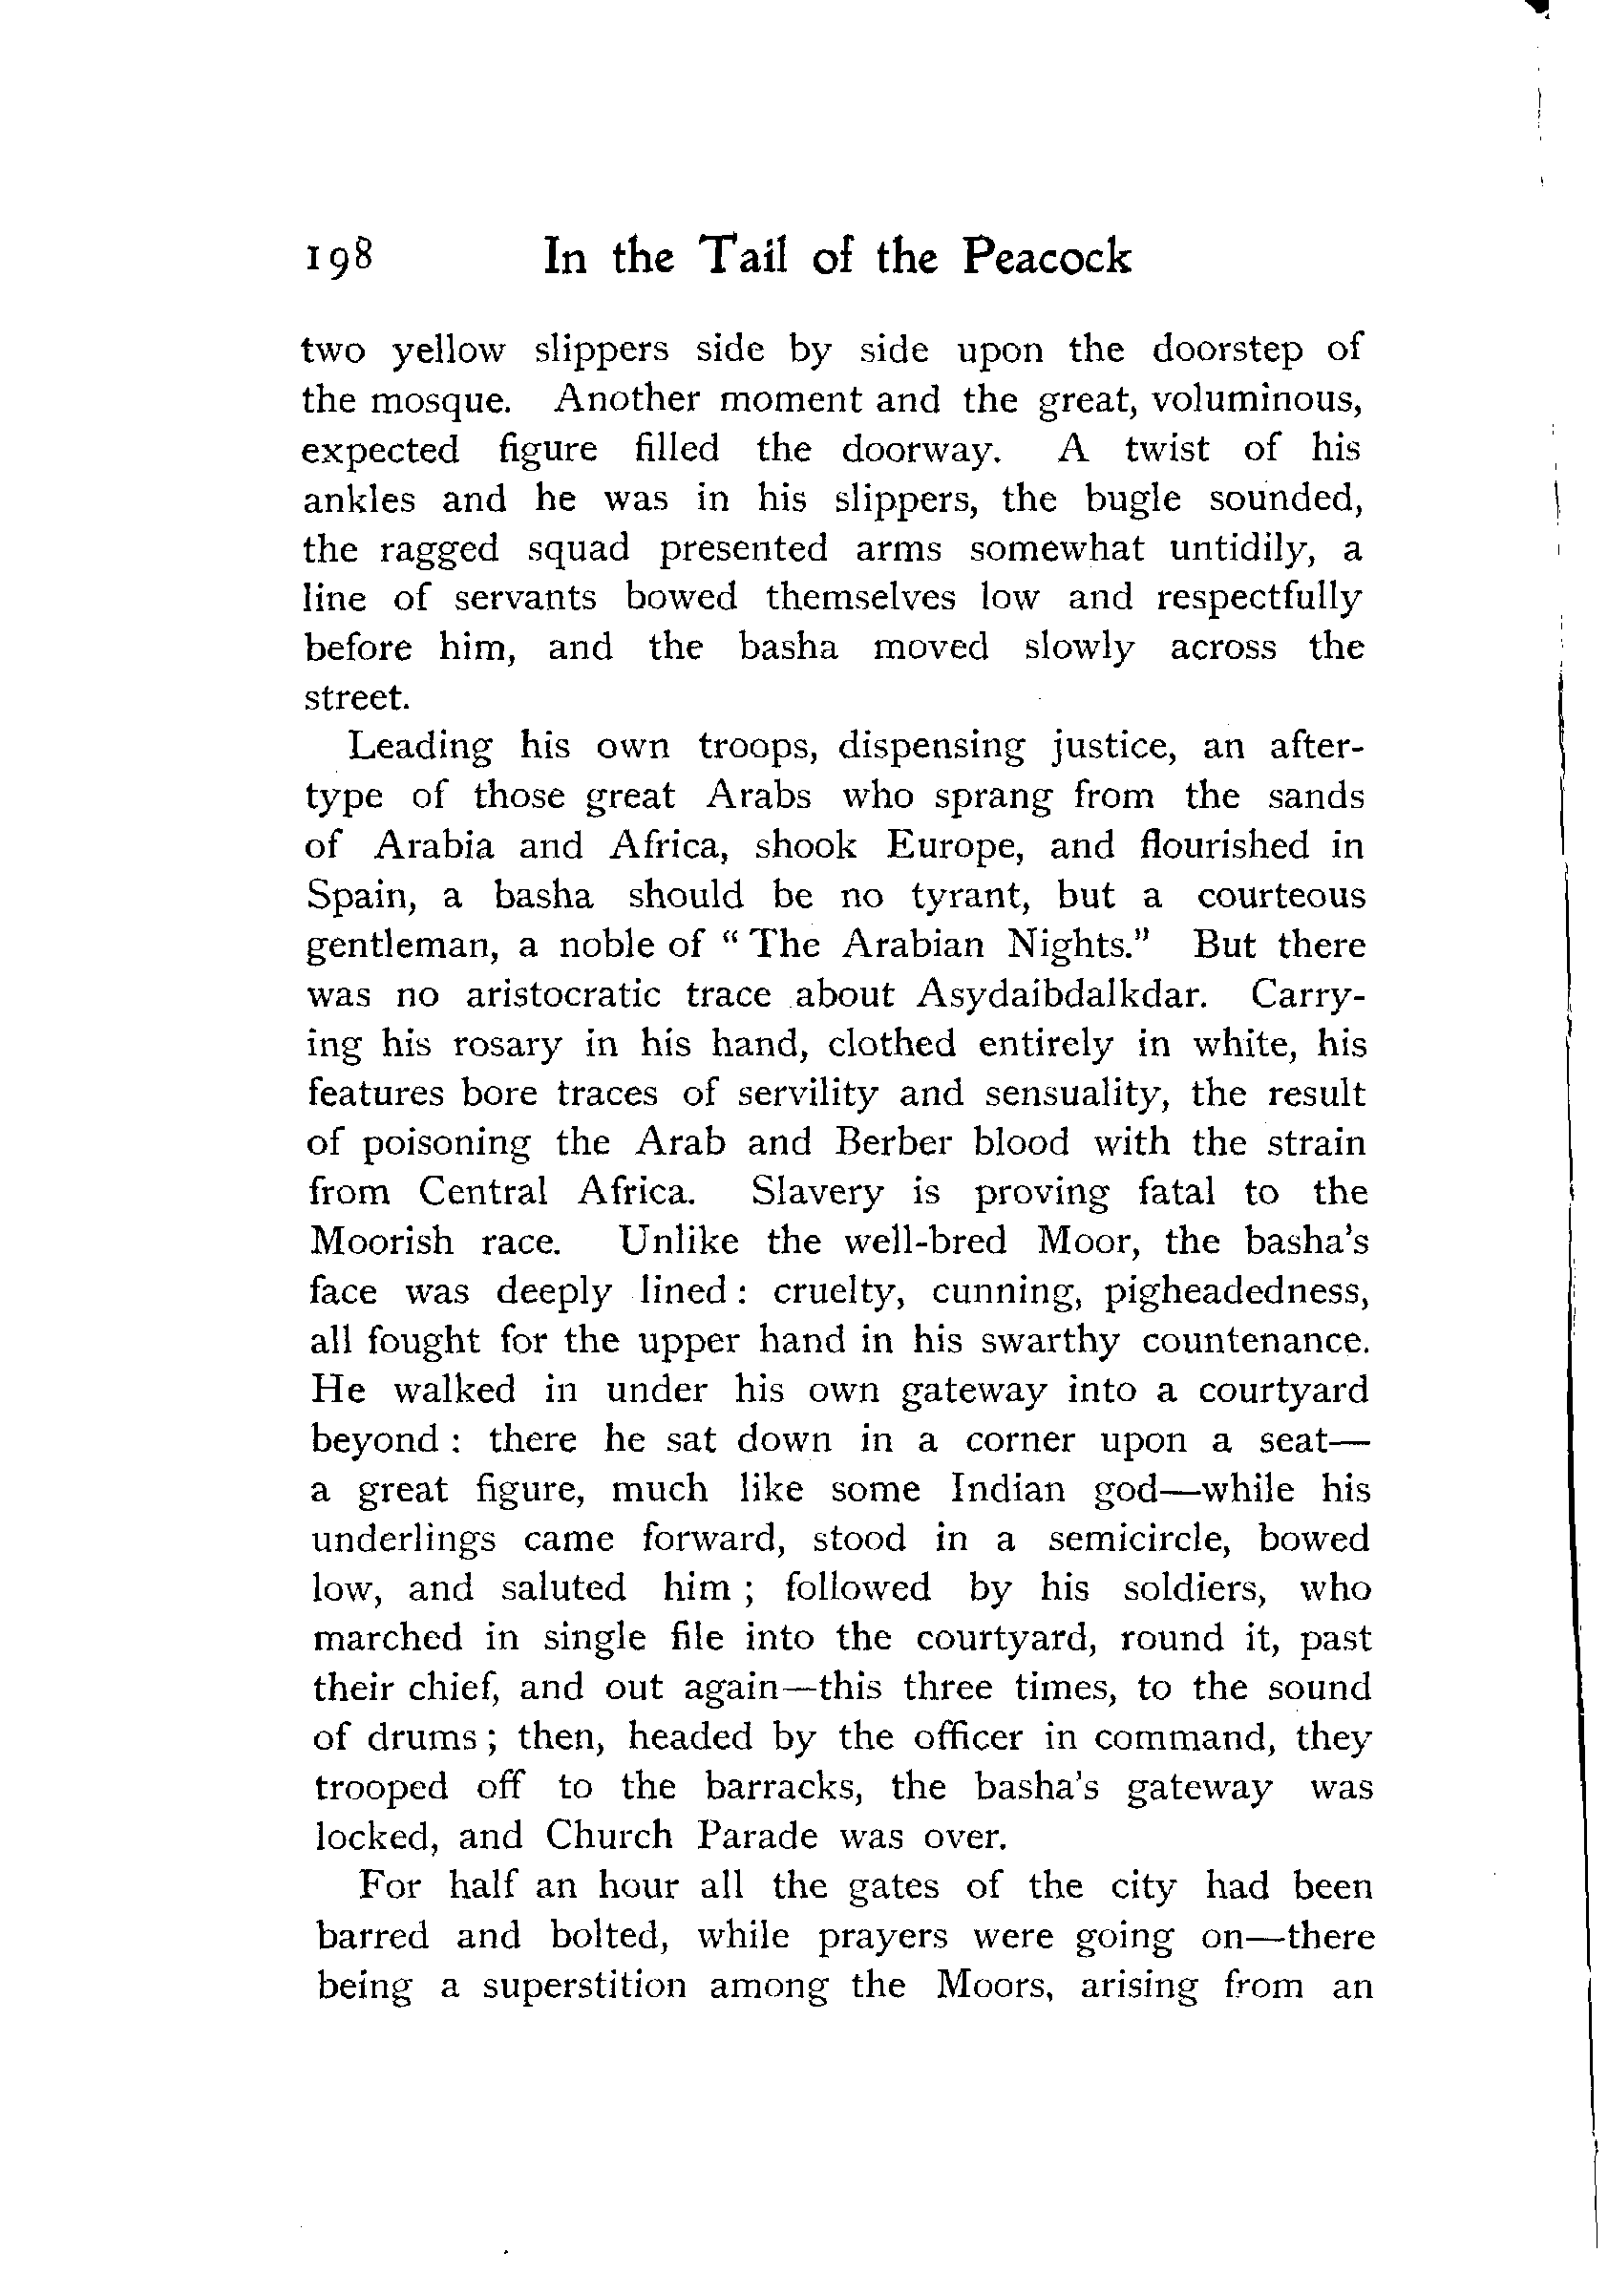 198 In the Tail of the Peacock
two yellow slippers side by side upon the doorstep of
the mosque. Another moment and the great, voluminous,
expected figure filled the doorway. A twist of his
ankles and he was in his slippers, the bugle sounded,
the ragged squad presented arms somewhat untidily, a
line of servants bowed themselves low and respectfully
before him, and the basha moved slowly across the
street.
Leading his own troops, dispensing justice, an after-
type of those great Arabs who sprang from the sands
of Arabia and Africa, shook Europe, and flourished in
Spain, a basha should be no tyrant, but a courteous
gentleman, a noble of “The Arabian Nights.” But there
was no aristocratic trace about Asydaibdalkdar. Carry-
ing his rosary in his hand, clothed entirely in white, his
features bore traces of servility and sensuality, the result
of poisoning the Arab and Berber blood with the strain
from Central Africa. Slavery is proving fatal to the
Moorish race. Unlike the well-bred Moor, the basha's
face was deeply lined: cruelty, cunning, pigheadedness,
all fought for the upper hand in his swarthy countenance.
He walked in under his own gateway into a courtyard
beyond: there he sat down in a corner upon a seat—
a great figure, much like some Indian god—while his
underlings came forward, stood in a semicircle, bowed
low, and saluted him; followed by his soldiers, who
marched in single file into the courtyard, round it, past
their chief, and out again—this three times, to the sound
of drums; then, headed by the officer in command, they
trooped off to the barracks, the basha's gateway was
locked, and Church Parade was over.
For half an hour all the gates of the city had been
barred and bolted, while prayers were going on—there
being a superstition among the Moors, arising from an